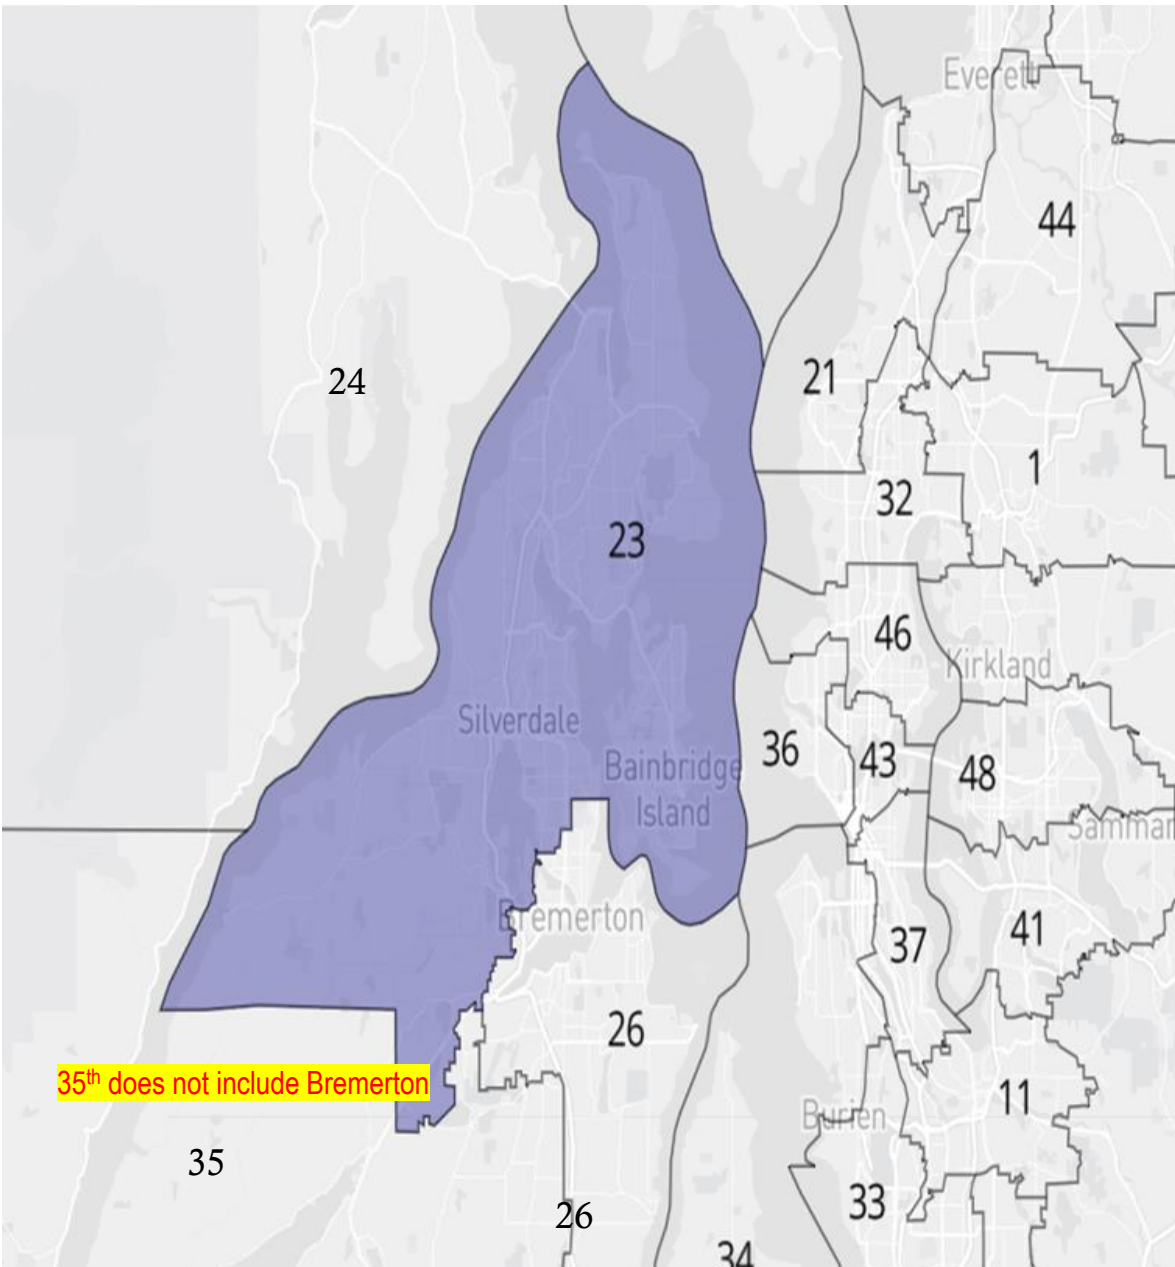 Everett
44
24
21
1
32
23
46
Kirkland
Silverdale
36
43
48
Bainbridge
Island
Sammam
Bremerton
37
41
26
35th does not include Bremerton
11
Burien
35
33
26
34